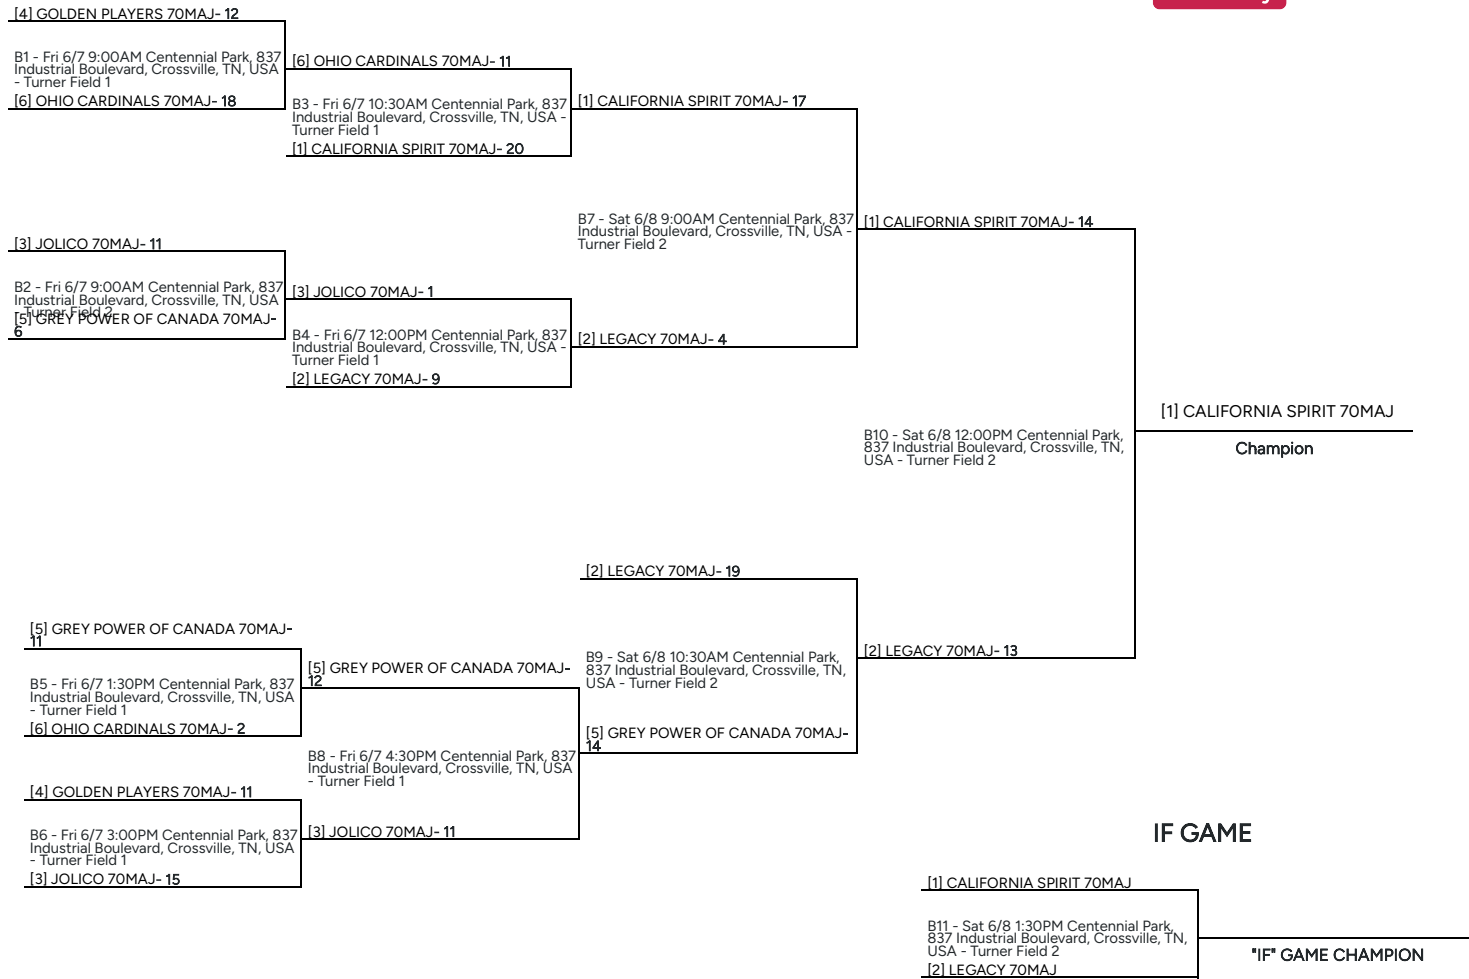 [4] GOLDEN PLAYERS 70MAJ- 12
B1 - Fri 6/7 9:00AM Centennial Park, 837
Industrial Boulevard, Crossville, TN, USA
- Turner Field 1
[6] OHIO CARDINALS 70MAJ- 18
[6] OHIO CARDINALS 70MAJ- 11
B3 - Fri 6/7 10:30AM Centennial Park, 837
Industrial Boulevard, Crossville, TN, USA -
Turner Field 1
[1] CALIFORNIA SPIRIT 70MAJ- 20
[1] CALIFORNIA SPIRIT 70MAJ- 17
B7 - Sat 6/8 9:00AM Centennial Park, 837
Industrial Boulevard, Crossville, TN, USA -
Turner Field 2
[1] CALIFORNIA SPIRIT 70MAJ- 14
[3] JOLICO 70MAJ- 11
B2 - Fri 6/7 9:00AM Centennial Park, 837
Industrial Boulevard, Crossville, TN, USA
- Turner Field 2
[5] GREY POWER OF CANADA 70MAJ-
6
[3] JOLICO 70MAJ- 1
B4 - Fri 6/7 12:00PM Centennial Park, 837
Industrial Boulevard, Crossville, TN, USA -
Turner Field 1
[2] LEGACY 70MAJ- 9
[2] LEGACY 70MAJ- 4
B10 - Sat 6/8 12:00PM Centennial Park,
837 Industrial Boulevard, Crossville, TN,
USA - Turner Field 2
[1] CALIFORNIA SPIRIT 70MAJ
Champion
[2] LEGACY 70MAJ- 19
B9 - Sat 6/8 10:30AM Centennial Park,
837 Industrial Boulevard, Crossville, TN,
USA - Turner Field 2
[5] GREY POWER OF CANADA 70MAJ-
14
[2] LEGACY 70MAJ- 13
[5] GREY POWER OF CANADA 70MAJ-
11
B5 - Fri 6/7 1:30PM Centennial Park, 837
Industrial Boulevard, Crossville, TN, USA
- Turner Field 1
[6] OHIO CARDINALS 70MAJ- 2
[5] GREY POWER OF CANADA 70MAJ-
12
B8 - Fri 6/7 4:30PM Centennial Park, 837
Industrial Boulevard, Crossville, TN, USA
- Turner Field 1
[3] JOLICO 70MAJ- 11
[4] GOLDEN PLAYERS 70MAJ- 11
B6 - Fri 6/7 3:00PM Centennial Park, 837
Industrial Boulevard, Crossville, TN, USA
- Turner Field 1
[3] JOLICO 70MAJ- 15
IF GAME
[1] CALIFORNIA SPIRIT 70MAJ
B11 - Sat 6/8 1:30PM Centennial Park,
837 Industrial Boulevard, Crossville, TN,
USA - Turner Field 2
[2] LEGACY 70MAJ
"IF" GAME CHAMPION